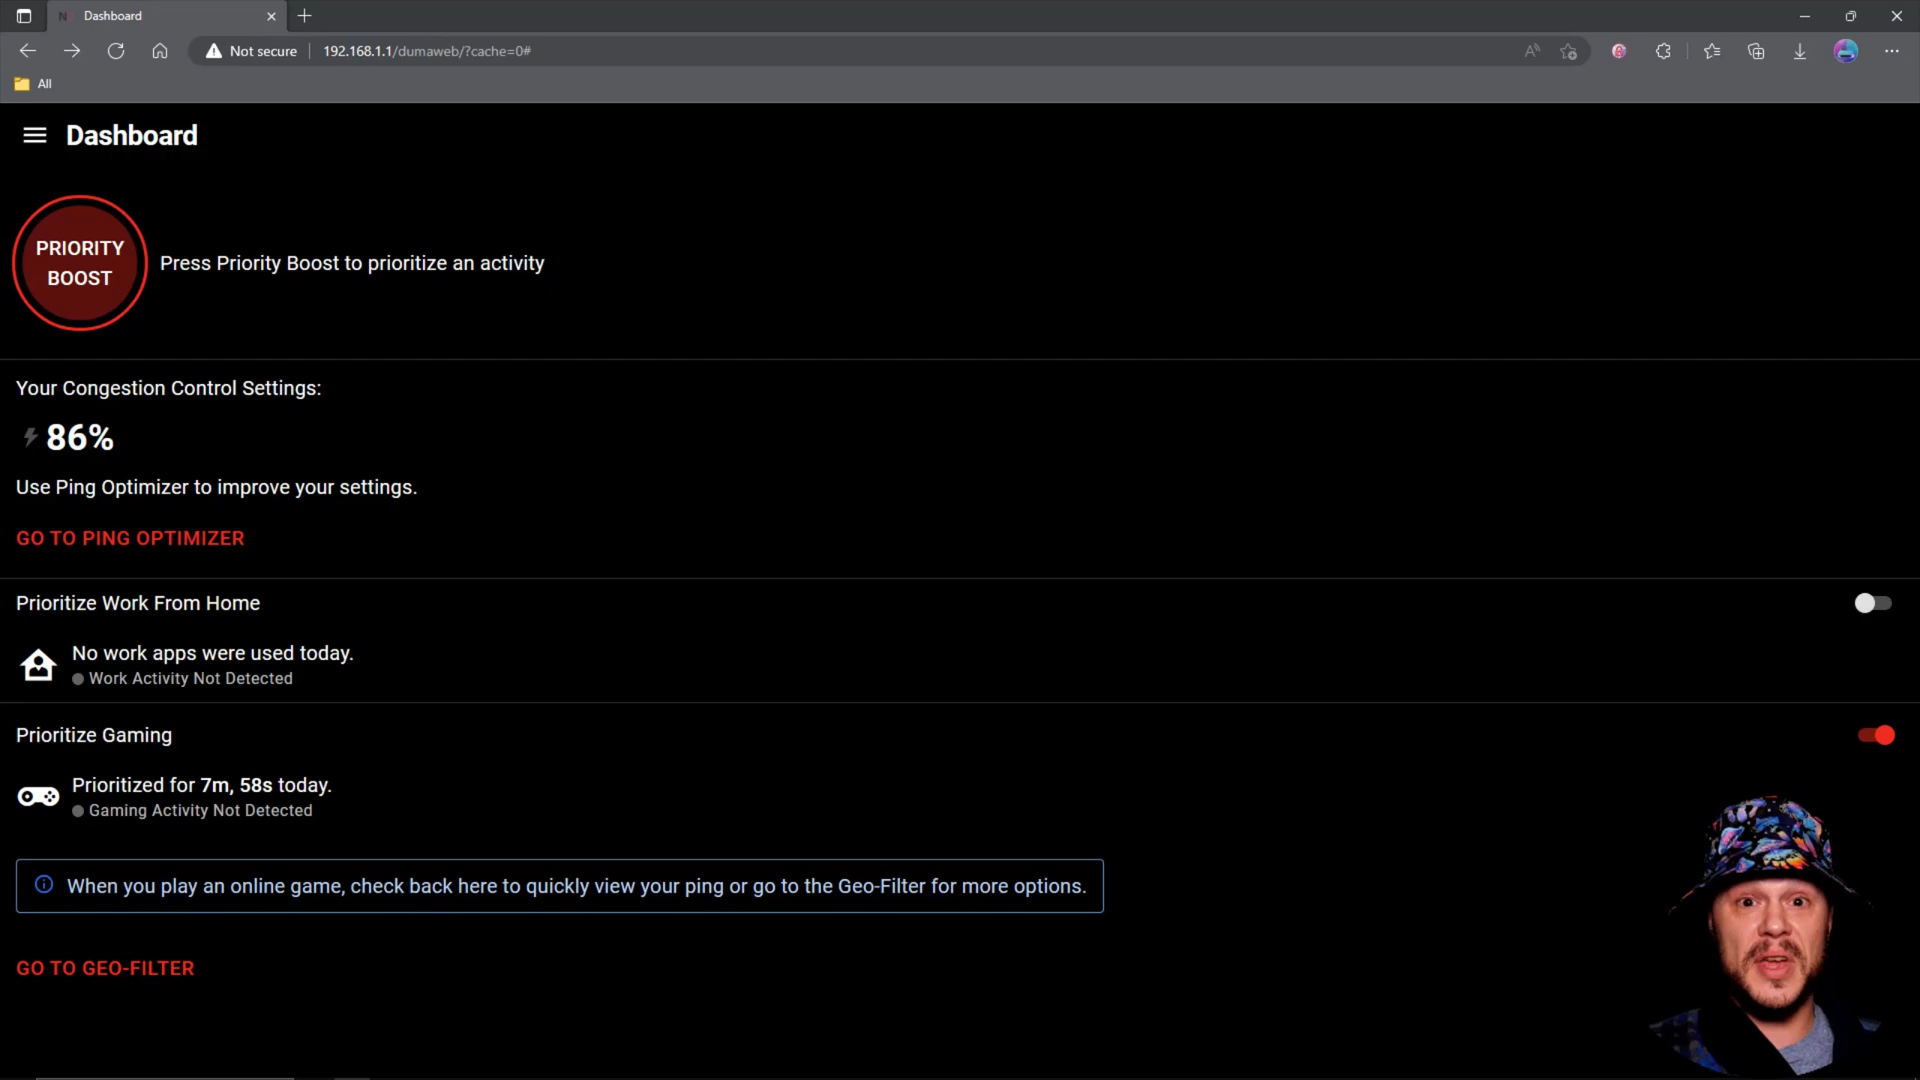 Dashboard
Not secure
192.168.1.1/dumaweb/?cache=0#
All
Dashboard
PRIORITY
BOOST
Press Priority Boost to prioritize an activity
Your Congestion Control Settings:
86%
Use Ping Optimizer to improve your settings.
GO TO PING OPTIMIZER
Prioritize Work From Home
No work apps were used today.
Work Activity Not Detected
Prioritize Gaming
Prioritized for 7m, 58s today.
Gaming Activity Not Detected
When you play an online game, check back here to quickly view your ping or go to the Geo-Filter for more options.
GO TO GEO-FILTER